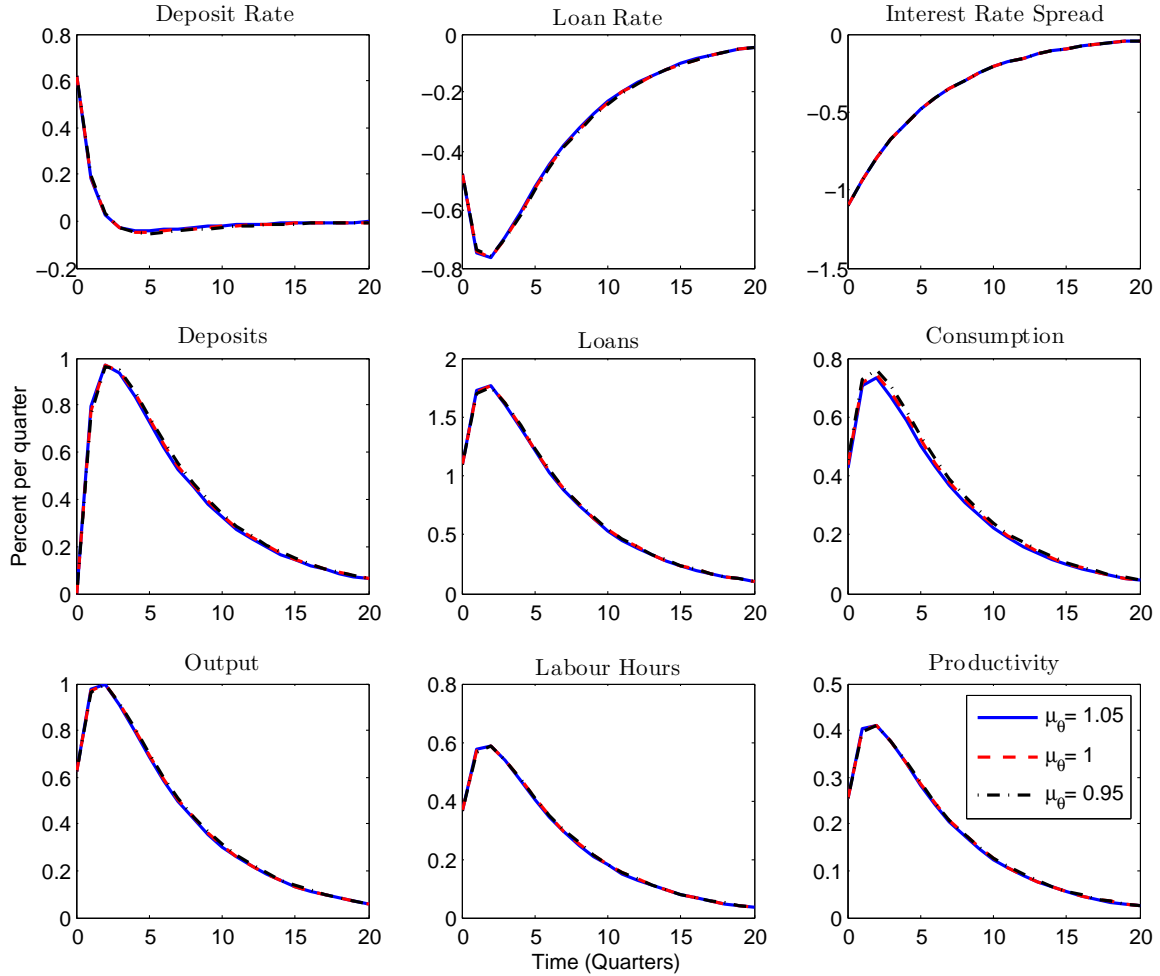 Deposit Rate
Loan Rate
Interest Rate Spread
0.8
0.6
0.4
0.2
0
−0.2
0 5 10 15 20
0
−0.2
−0.4
−0.6
−0.8
0 5 10 15 20
0
−0.5
−1
−1.5
0 5 10 15 20
Deposits
Loans
Consumption
Percent per quarter
1
0.8
0.6
0.4
0.2
0
0 5 10 15 20
2
1.5
1
0.5
0
0 5 10 15 20
0.8
0.6
0.4
0.2
0
0 5 10 15 20
Output
Labour Hours
Productivity
1
0.8
0.6
0.4
0.2
0
0 5 10 15 20
0.8
0.6
0.4
0.2
0
0 5 10 15 20
Time (Quarters)
0.5
0.4
0.3
0.2
0.1
0
0 5 10 15 20
μθ= 1.05
μθ= 1
μθ= 0.95